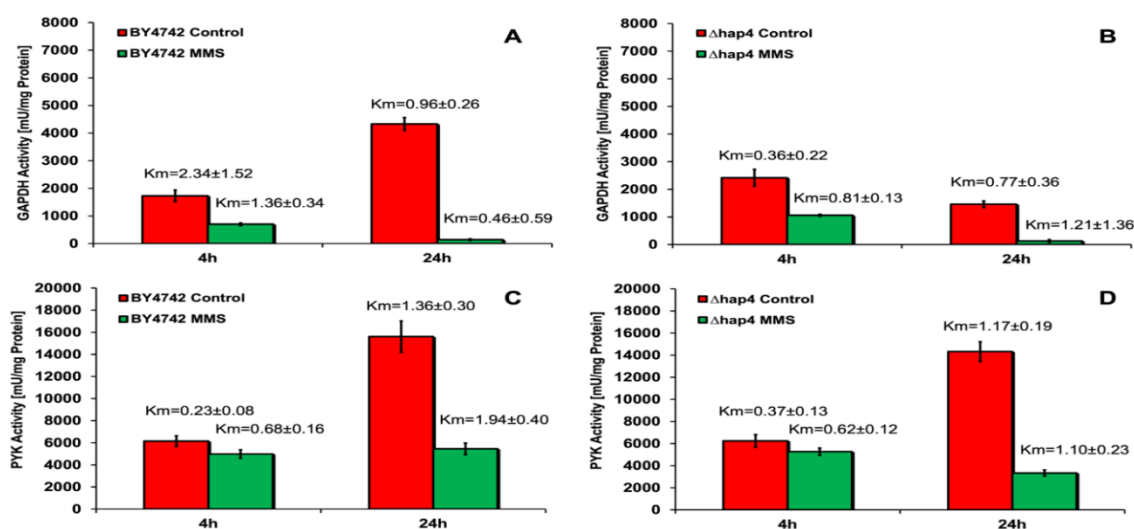 A
BY4742 Control
BY4742 MMS
GAPDH Activity [mU/mg Protein]
8000
7000
6000
5000
4000
3000
2000
1000
0
Km=2.34±1.52
Km=1.36±0.34
Km=0.96±0.26
Km=0.46±0.59
4h
24h
B
Δhap4 Control
Δhap4 MMS
GAPDH Activity [mU/mg Protein]
8000
7000
6000
5000
4000
3000
2000
1000
0
Km=0.36±0.22
Km=0.81±0.13
Km=0.77±0.36
Km=1.21±1.36
4h
24h
C
BY4742 Control
BY4742 MMS
PYK Activity [mU/mg Protein]
20000
18000
16000
14000
12000
10000
8000
6000
4000
2000
0
Km=0.23±0.08
Km=0.68±0.16
Km=1.36±0.30
Km=1.94±0.40
4h
24h
D
Δhap4 Control
Δhap4 MMS
PYK Activity [mU/mg Protein]
20000
18000
16000
14000
12000
10000
8000
6000
4000
2000
0
Km=0.37±0.13
Km=0.62±0.12
Km=1.17±0.19
Km=1.10±0.23
4h
24h